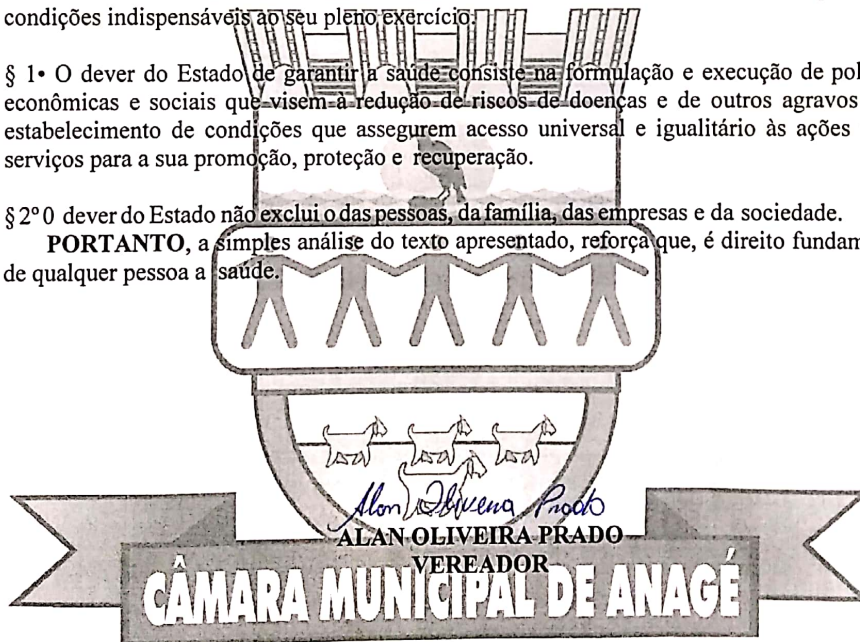 condições indispensáveis ao seu pleno exercício.
§ 1• O dever do Estado de garantir a saúde consiste na formulação e execução de pol
econômicas e sociais que visem à redução de riscos de doenças e de outros agravos
estabelecimento de condições que assegurem acesso universal e igualitário às ações
serviços para a sua promoção, proteção e recuperação.
§ 2º 0 dever do Estado não exclui o das pessoas, da família, das empresas e da sociedade.
PORTANTO, a simples análise do texto apresentado, reforça que, é direito fundam
de qualquer pessoa a saúde.
Alan Oliveira Prado
ALAN OLIVEIRA PRADO
VEREADOR
CÂMARA MUNICIPAL DE ANAGÉ